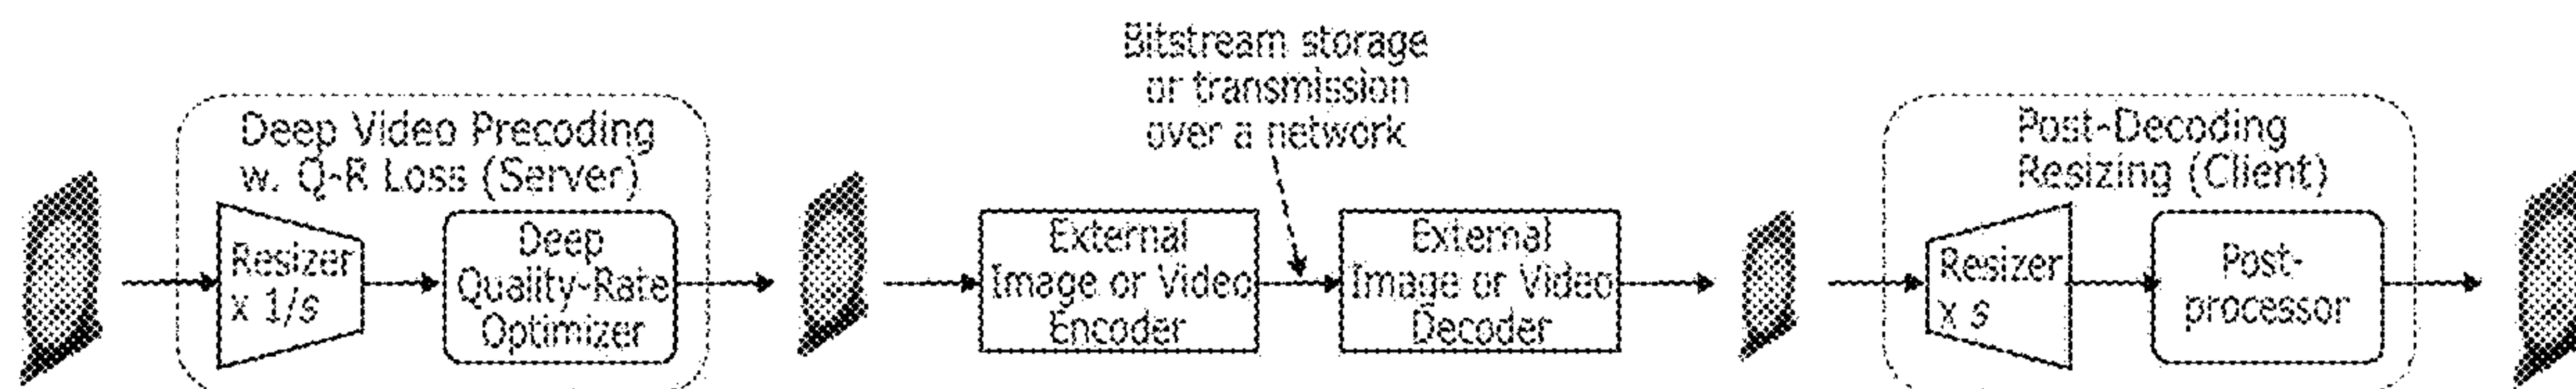 Bitstream storage
or transmission
over a network
Deep Video Precoding
w. Q-R Loss (Server)
Resizer
x 1/s
Deep
Quality-Rate
Optimizer
External
Image or Video
Encoder
External
Image or Video
Decoder
Post-Decoding
Resizing (Client)
Resizer
x s
Post-
processor